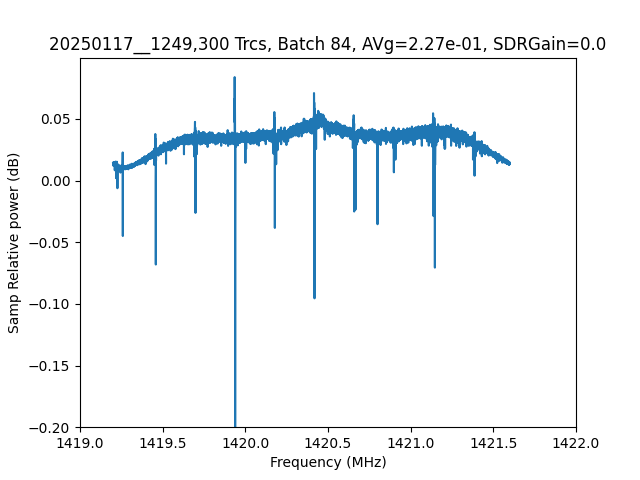 20250117__1249,300 Trcs, Batch 84, AVg=2.27e-01, SDRGain=0.0
Samp Relative power (dB)
0.05
0.00
−0.05
−0.10
−0.15
−0.20
1419.0 1419.5 1420.0 1420.5 1421.0 1421.5 1422.0
Frequency (MHz)